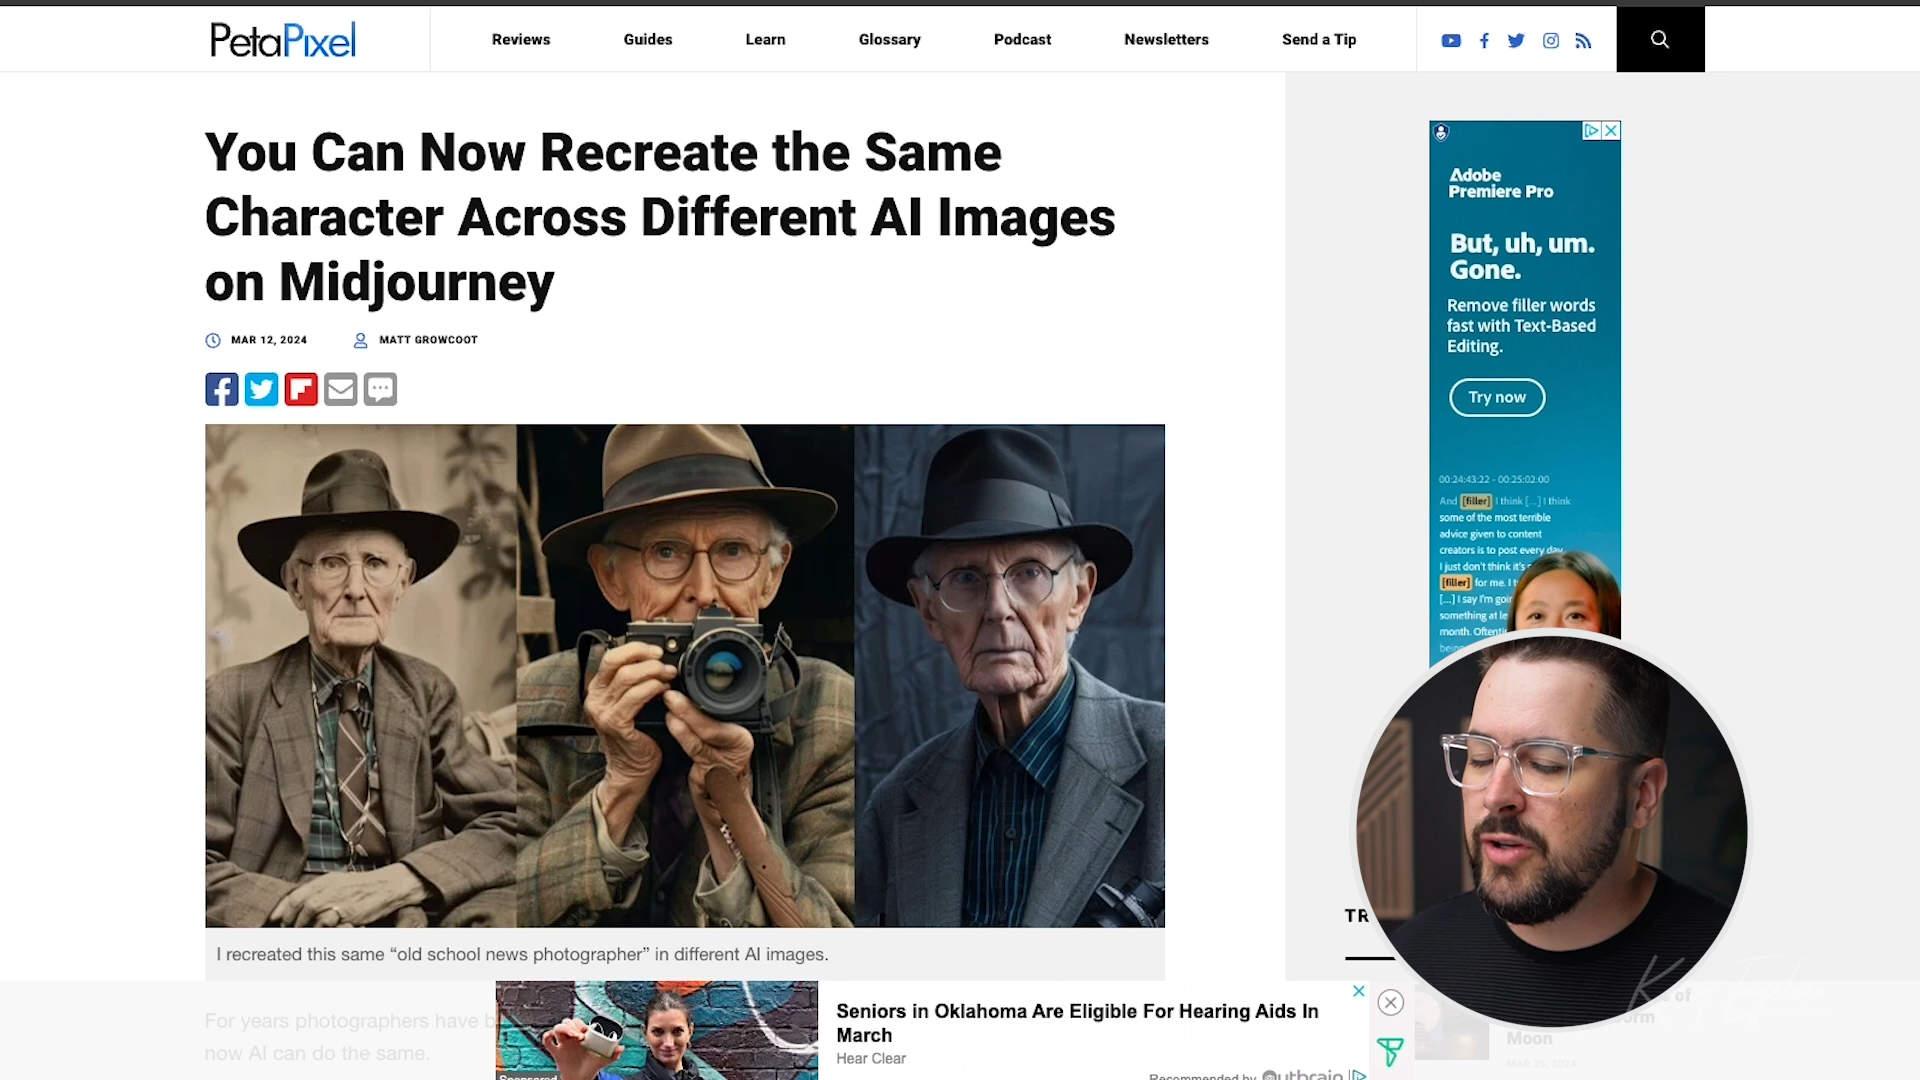 PetaPixel
Reviews
Guides
Learn
Glossary
Podcast
Newsletters
Send a Tip
You Can Now Recreate the Same
Character Across Different AI Images
on Midjourney
MAR 12, 2024
MATT GROWCOOT
I recreated this same “old school news photographer” in different AI images.
For years photographers have
now AI can do the same.
Adobe
Premiere Pro
But, uh, um.
Gone.
Remove filler words
fast with Text-Based
Editing.
Try now
00:24:43:22 - 00:25:02:00
And [filler] I think [...] I think
some of the most terrible
advice given to content
creators is to post every day
I just don't think it's
[filler] for me. I
[...] I say I'm
something at
month.
being
TR
Seniors in Oklahoma Are Eligible For Hearing Aids In
March
Hear Clear
Sponsored
Recommended by Outbrain
of
Moon
MAR 25, 2024